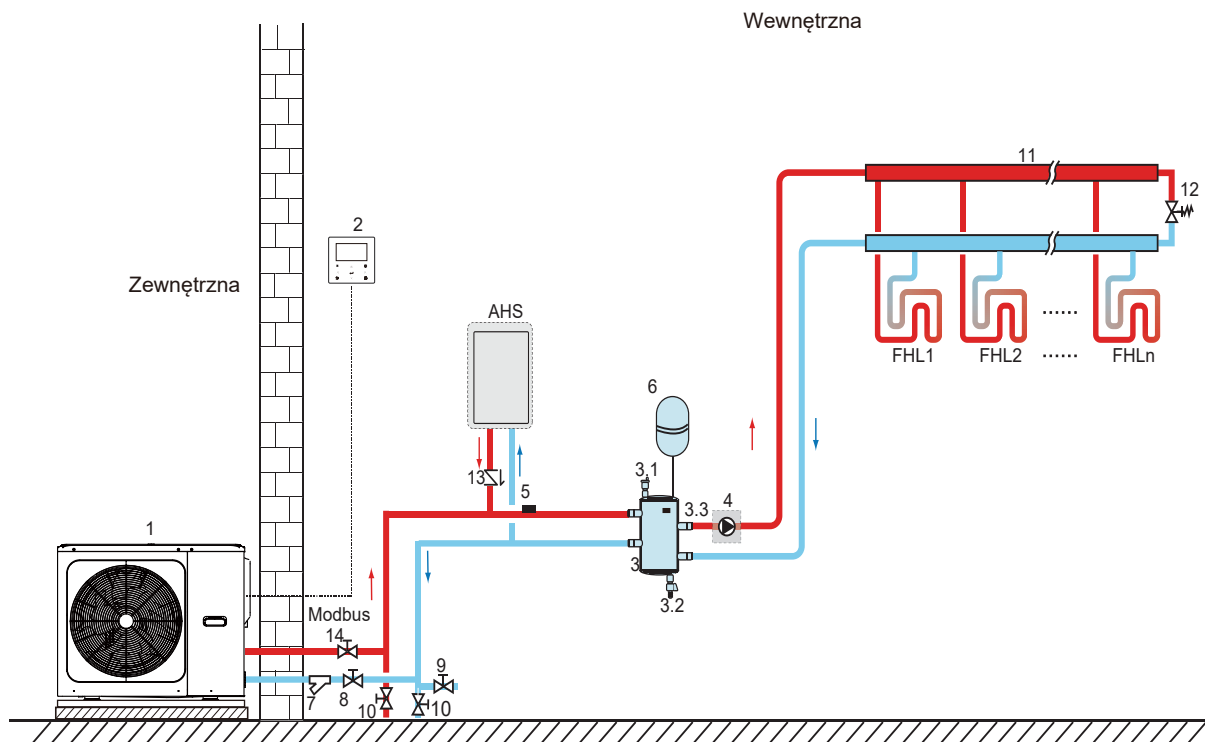 Wewnętrzna
11
12
2
Zewnętrzna
AHS
FHL1
FHL2
FHLn
......
......
6
13
5
3.1
3.3
4
1
3
3.2
Modbus
14
9
7
8
10
10